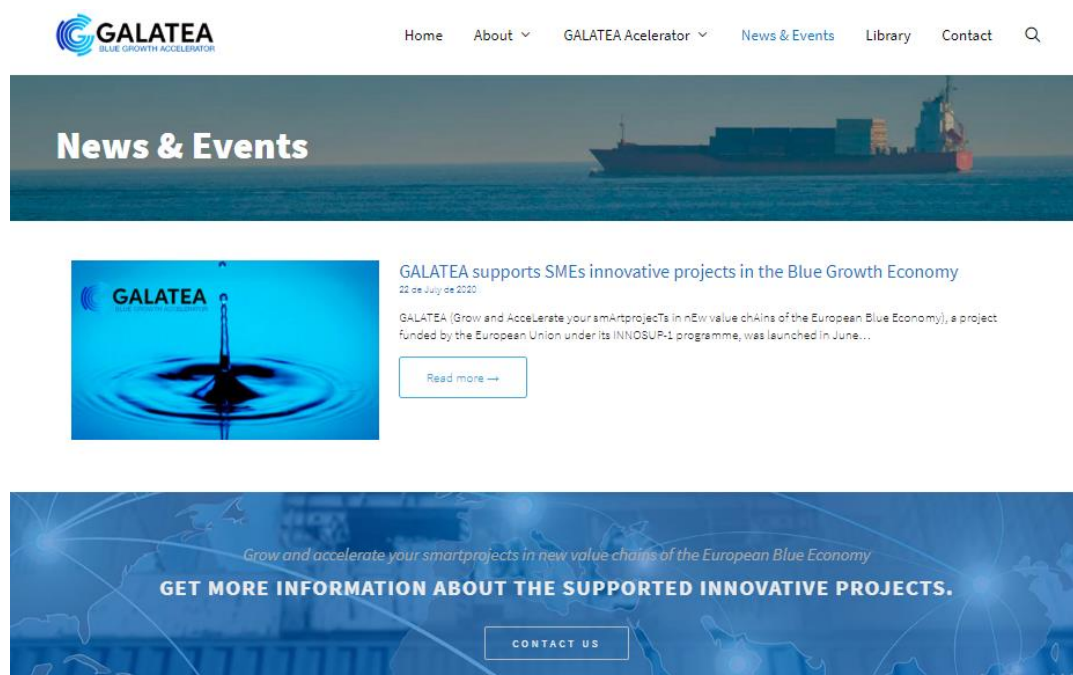 GALATEA
BLUE GROWTH ACCELERATOR
Home About GALATEA Acelerator News & Events Library Contact
News & Events
GALATEA
BLUE GROWTH ACCELERATOR
GALATEA supports SMEs innovative projects in the Blue Growth Economy
22 de July de 2020
GALATEA (Grow and AcceLerate your smArtprojecTs in nEw value chAins of the European Blue Economy), a project
funded by the European Union under its INNOSUP-1 programme, was launched in June...
Read more →
Grow and accelerate your smartprojects in new value chains of the European Blue Economy
GET MORE INFORMATION ABOUT THE SUPPORTED INNOVATIVE PROJECTS.
CONTACT US